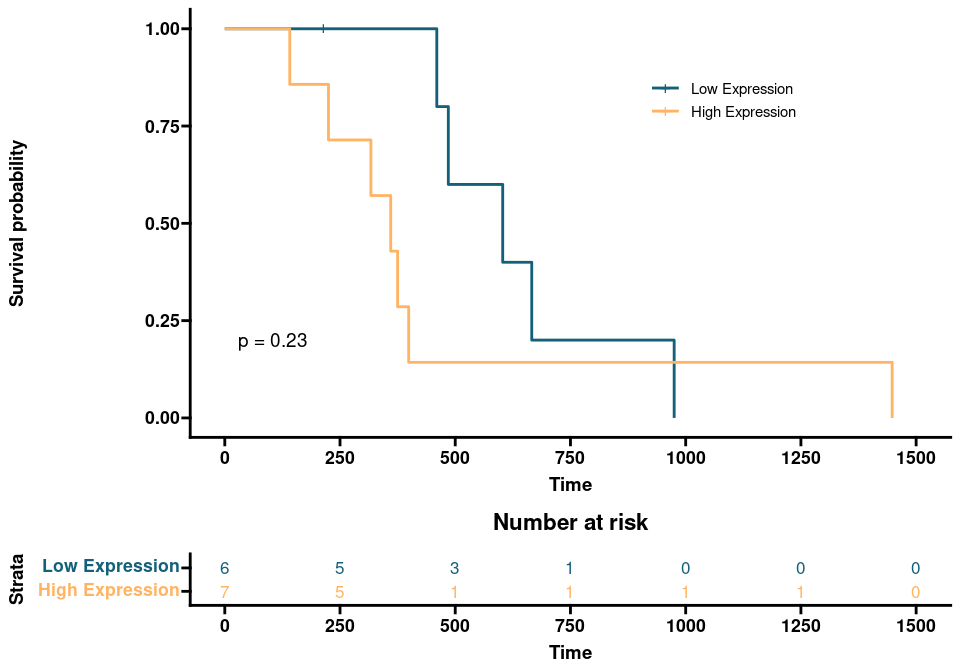 1.00
0.75
0.50
0.25
0.00
Survival probability
Low Expression
High Expression
p = 0.23
0 250 500 750 1000 1250 1500
Time
Number at risk
Strata
Low Expression 6 5 3 1 0 0 0
High Expression 7 5 1 1 1 1 0
0 250 500 750 1000 1250 1500
Time